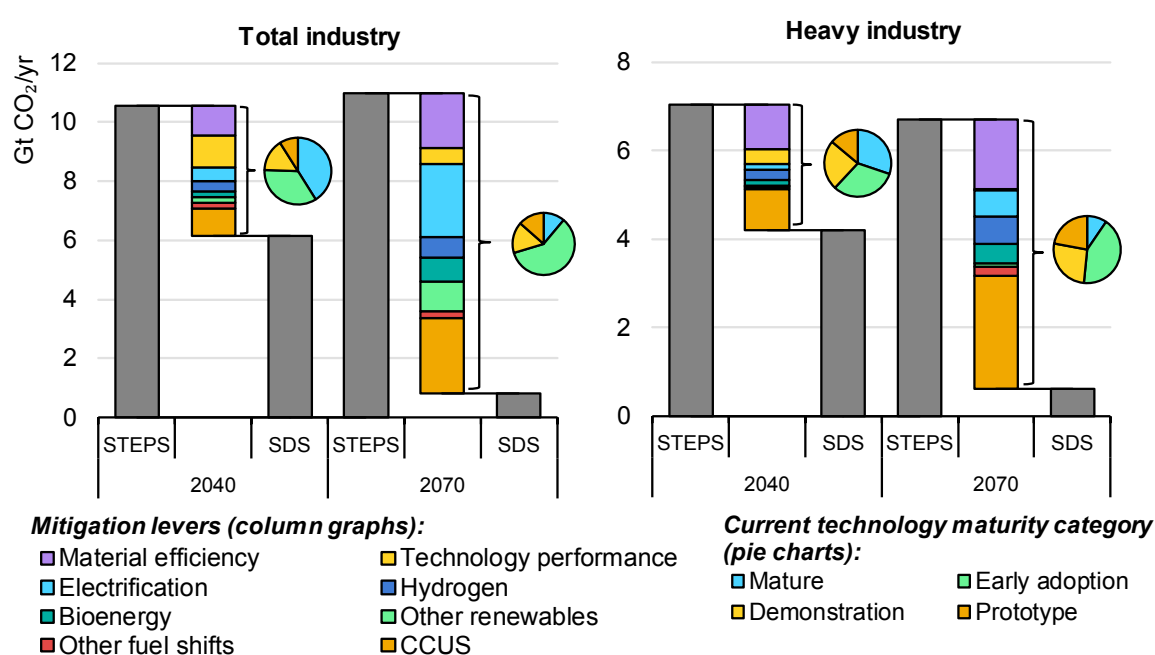 Total industry
Gt CO₂/yr
12
10
8
6
4
2
0
STEPS
SDS
STEPS
SDS
2040
2070
Heavy industry
8
6
4
2
0
STEPS
SDS
STEPS
SDS
2040
2070
Mitigation levers (column graphs):
Material efficiency
Technology performance
Electrification
Hydrogen
Bioenergy
Other renewables
Other fuel shifts
CCUS
Current technology maturity category
(pie charts):
Mature
Early adoption
Demonstration
Prototype